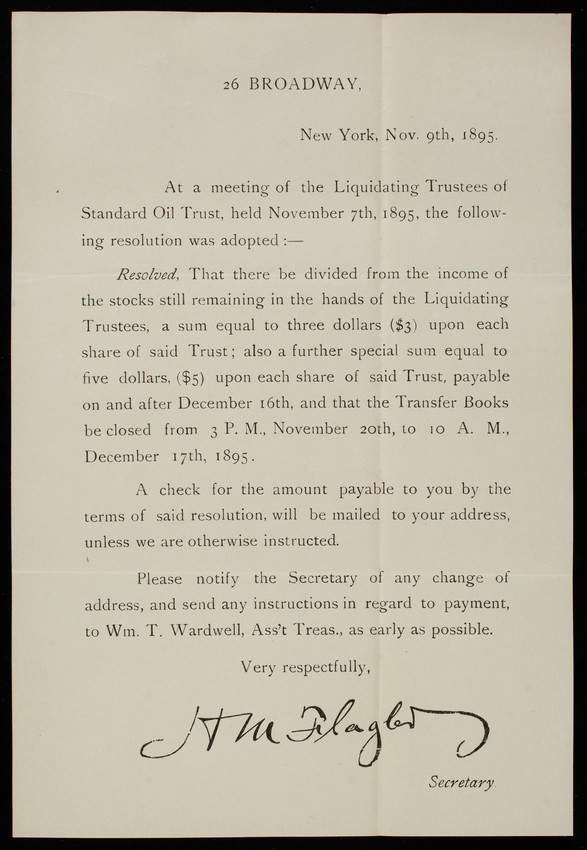 26 BROADWAY,
New York, Nov. 9th, 1895.
At a meeting of the Liquidating Trustees of
Standard Oil Trust, held November 7th, 1895, the follow-
ing resolution was adopted :—
Resolved, That there be divided from the income of
the stocks still remaining in the hands of the Liquidating
Trustees, a sum equal to three dollars ($3) upon each
share of said Trust; also a further special sum equal to
five dollars, ($5) upon each share of said Trust, payable
on and after December 16th, and that the Transfer Books
be closed from 3 P. M., November 20th, to 10 A. M.,
December 17th, 1895.
A check for the amount payable to you by the
terms of said resolution, will be mailed to your address,
unless we are otherwise instructed.
Please notify the Secretary of any change of
address, and send any instructions in regard to payment,
to Wm. T. Wardwell, Ass't Treas., as early as possible.
Very respectfully,
H M Flagler
Secretary.